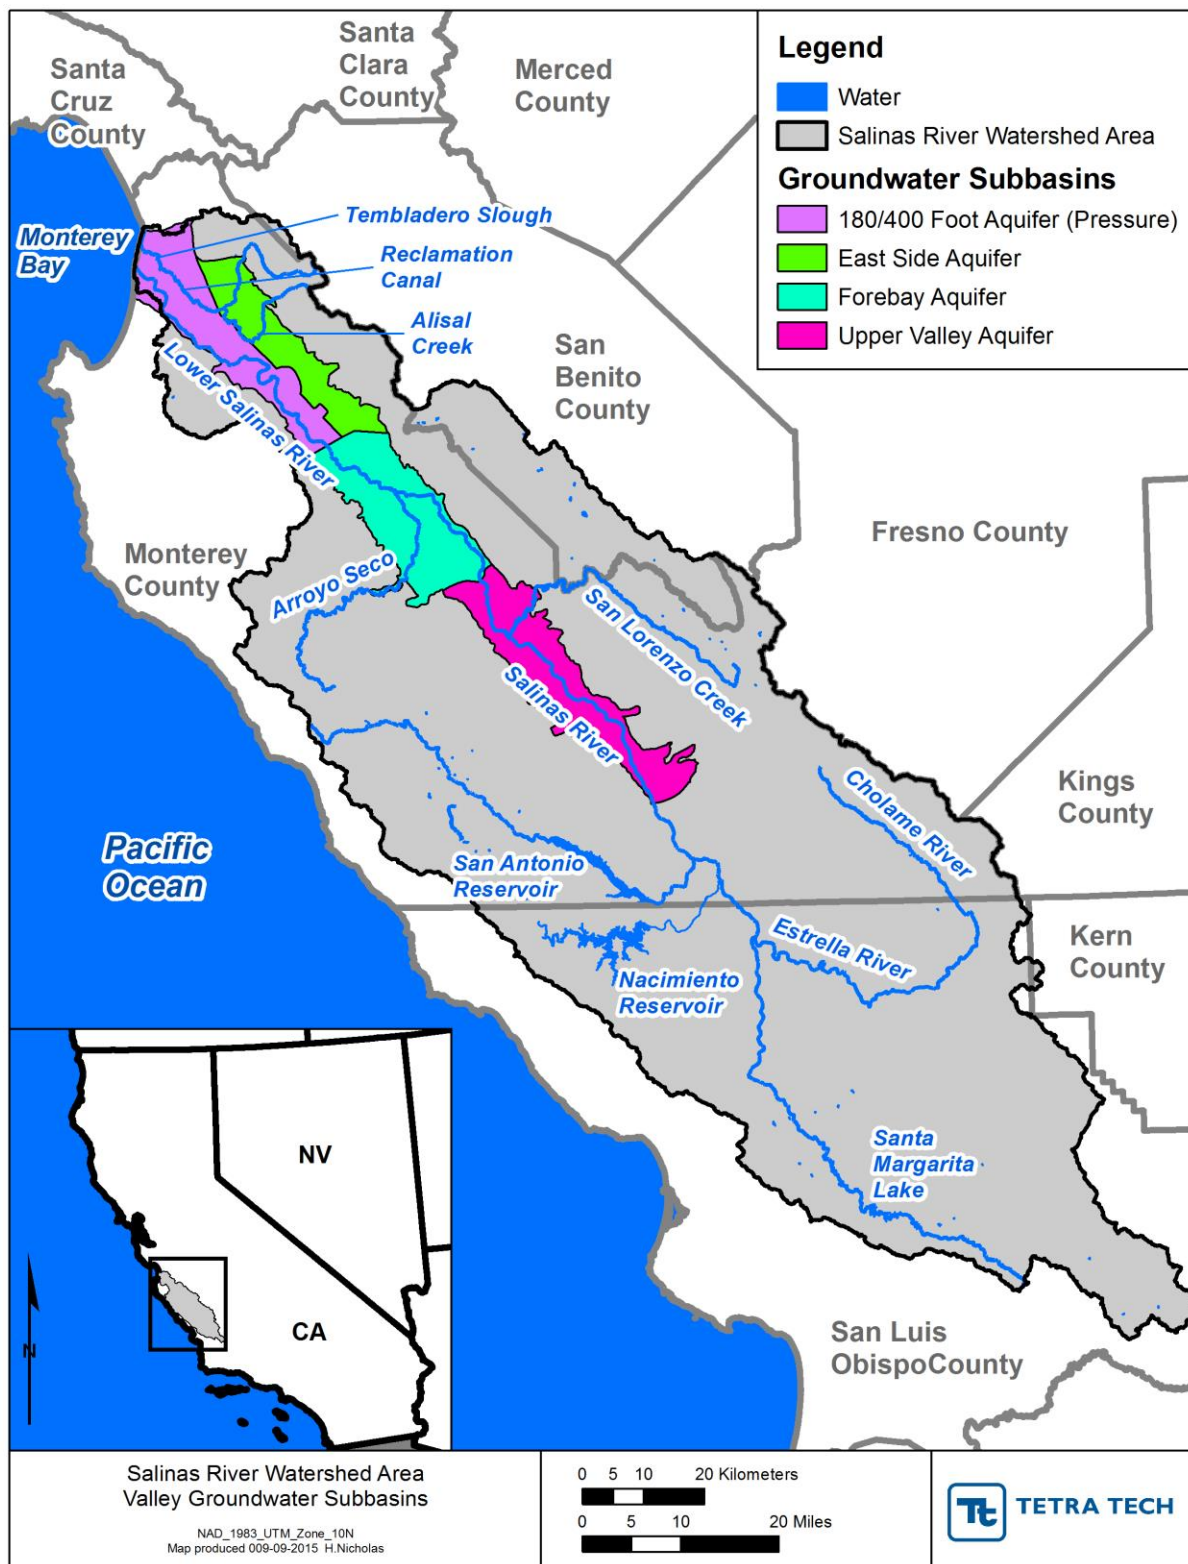 Santa
Cruz
County
Santa
Clara
County
Merced
County
Legend
Water
Salinas River Watershed Area
Groundwater Subbasins
180/400 Foot Aquifer (Pressure)
East Side Aquifer
Forebay Aquifer
Upper Valley Aquifer
Monterey
Bay
Tembladero Slough
Reclamation
Canal
Alisal
Creek
San
Benito
County
Lower Salinas River
Fresno County
Monterey
County
Arroyo Seco
San Lorenzo Creek
Salinas River
Cholame River
Kings
County
Pacific
Ocean
San Antonio
Reservoir
Estrella River
Kern
County
Nacimiento
Reservoir
Santa
Margarita
Lake
San Luis
ObispoCounty
NV
CA
N
Salinas River Watershed Area
Valley Groundwater Subbasins
NAD_1983_UTM_Zone_10N
Map produced 009-09-2015 H.Nicholas
0 5 10 20 Kilometers
0 5 10 20 Miles
Tt
TETRA TECH